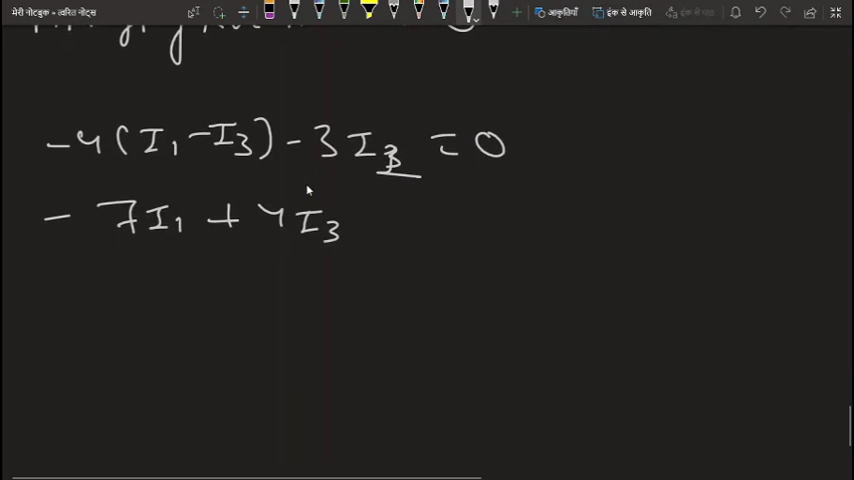 मेरी नोटबुक – त्वरित नोट्स
आकृतियाँ
इंक से आकृति
इंक से पाठ
-4(I₁-I₃)-3I₃ = 0
- 7I₁ + 4I₃